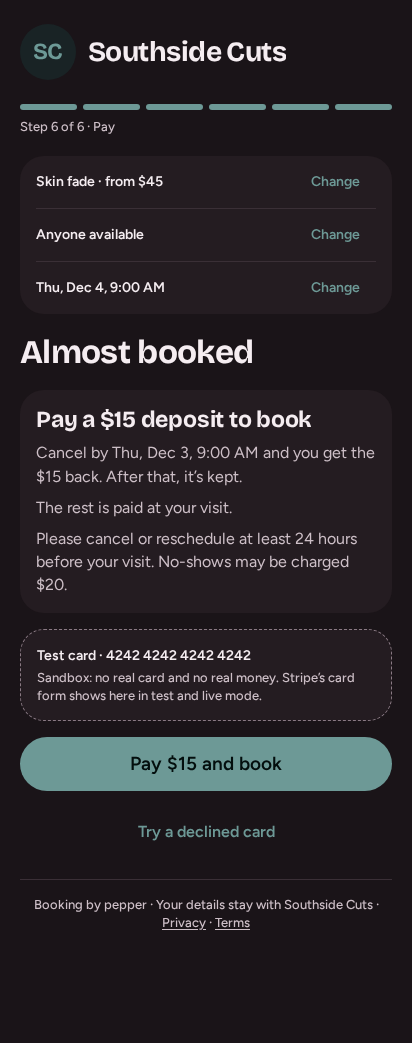 SC
Southside Cuts
Step 6 of 6 · Pay
Skin fade · from $45
Change
Anyone available
Change
Thu, Dec 4, 9:00 AM
Change
Almost booked
Pay a $15 deposit to book
Cancel by Thu, Dec 3, 9:00 AM and you get the
$15 back. After that, it’s kept.
The rest is paid at your visit.
Please cancel or reschedule at least 24 hours
before your visit. No-shows may be charged
$20.
Test card · 4242 4242 4242 4242
Sandbox: no real card and no real money. Stripe’s card
form shows here in test and live mode.
Pay $15 and book
Try a declined card
Booking by pepper · Your details stay with Southside Cuts ·
Privacy · Terms